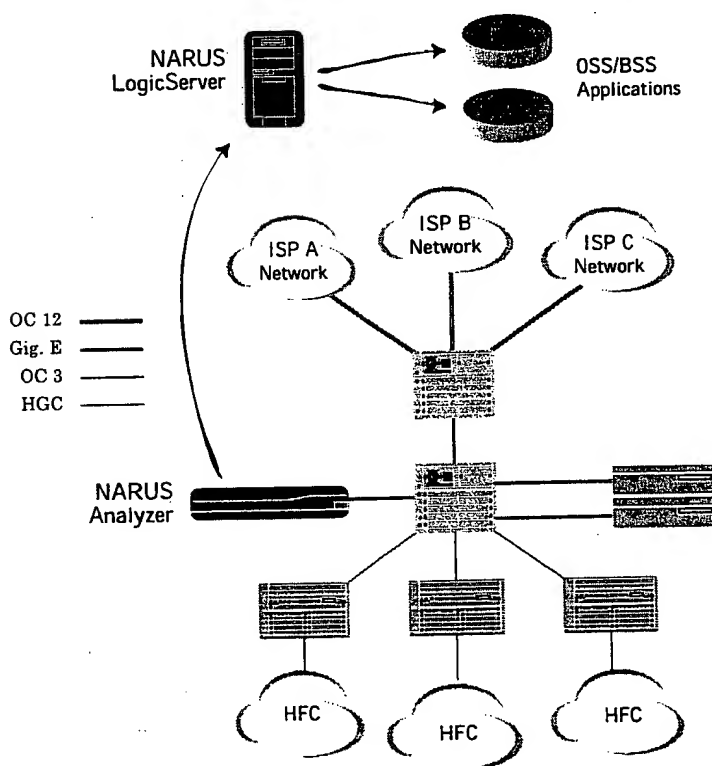 NARUS
LogicServer
OSS/BSS
Applications
ISP A
Network
ISP B
Network
ISP C
Network
OC 12
Gig. E
OC 3
HGC
NARUS
Analyzer
HFC
HFC
HFC